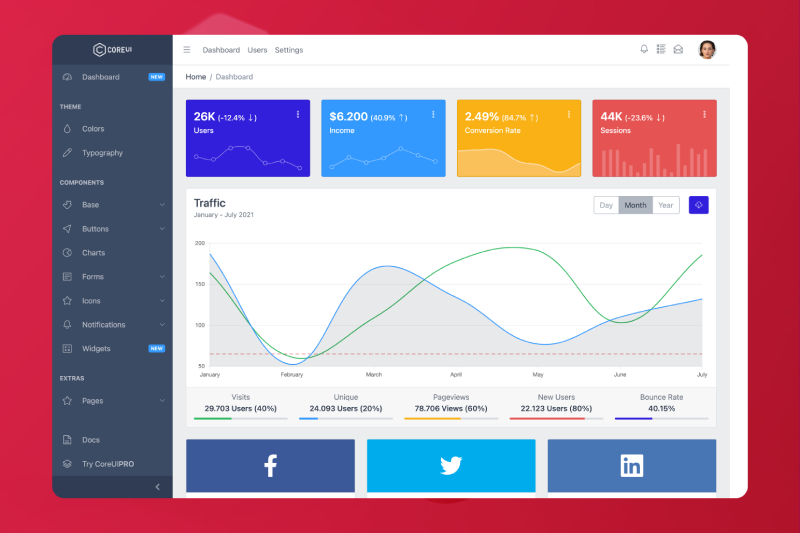 COREUI
Dashboard Users Settings
Dashboard NEW
Home / Dashboard
THEME
Colors
Typography
COMPONENTS
Base
Buttons
Charts
Forms
Icons
Notifications
Widgets NEW
EXTRAS
Pages
Docs
Try CoreUI PRO
26K (-12.4% ↓)
Users
$6.200 (40.9% ↑)
Income
2.49% (84.7% ↑)
Conversion Rate
44K (-23.6% ↓)
Sessions
Traffic
January - July 2021
Day Month Year
200
150
100
50
January February March April May June July
Visits
29.703 Users (40%)
Unique
24.093 Users (20%)
Pageviews
78.706 Views (60%)
New Users
22.123 Users (80%)
Bounce Rate
40.15%
f
in